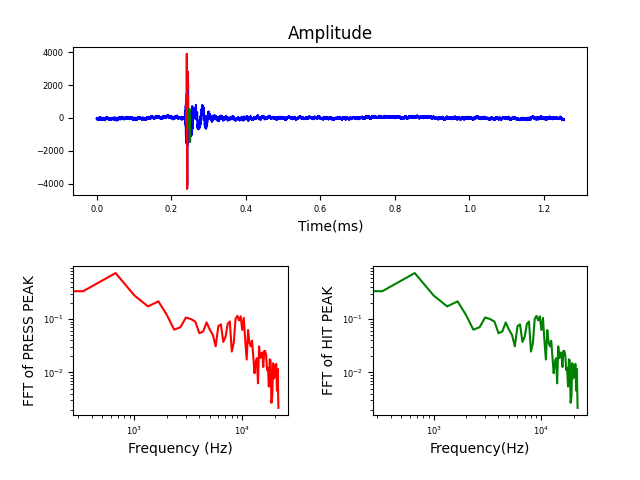 Amplitude
4000
2000
0
−2000
−4000
0.0 0.2 0.4 0.6 0.8 1.0 1.2
Time(ms)
FFT of PRESS PEAK
10⁻¹
10⁻²
10³ 10⁴
Frequency (Hz)
FFT of HIT PEAK
10⁻¹
10⁻²
10³ 10⁴
Frequency(Hz)